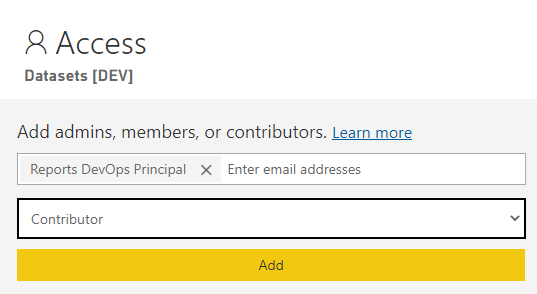 Access
Datasets [DEV]
Add admins, members, or contributors. Learn more
Reports DevOps Principal Enter email addresses
Contributor
Add